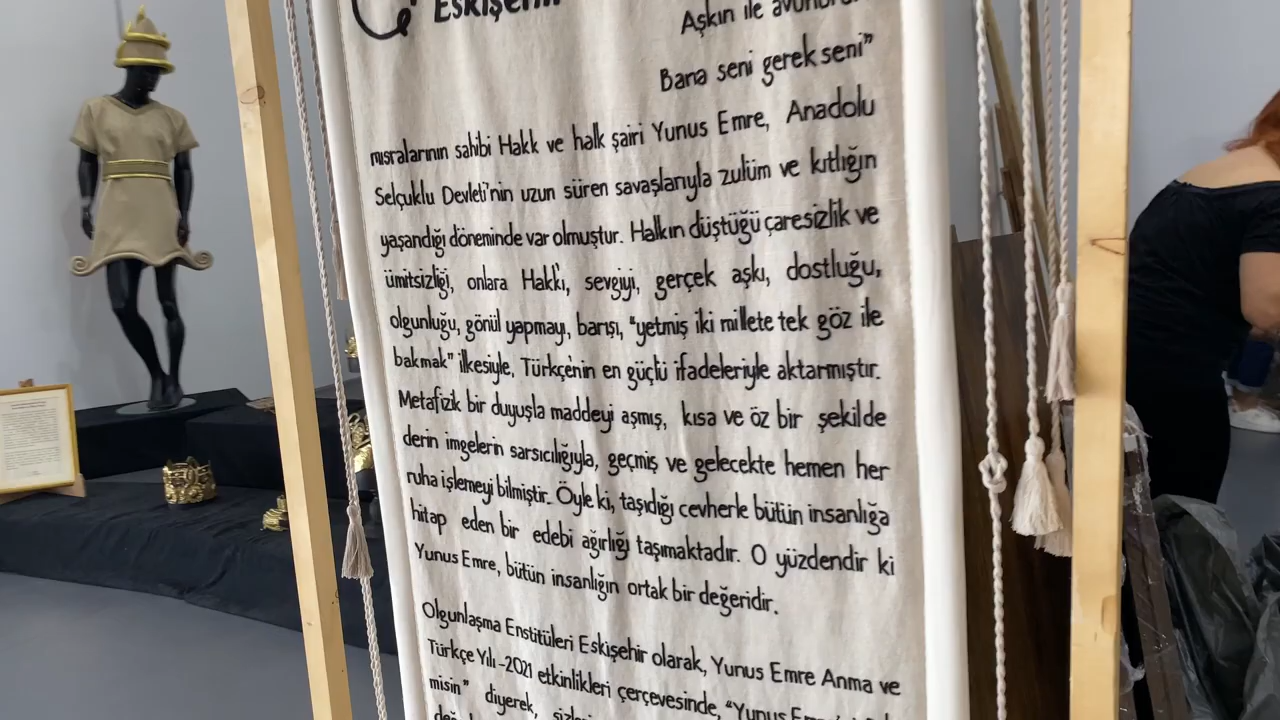 Eskişehir
Aşkın ile
Bana seni gerek seni”
mısralarının sahibi Hakk ve halk şairi Yunus Emre, Anadolu
Selçuklu Devleti'nin uzun süren savaşlarıyla zulüm ve kıtlığın
yaşandığı döneminde var olmuştur. Halkın düştüğü çaresizlik ve
ümitsizliği, onlara Hakk'ı, sevgiyi, gerçek aşkı, dostluğu,
olgunluğu, gönül yapmayı, barışı, “yetmiş iki millete tek göz ile
bakmak” ilkesiyle, Türkçe'nin en güçlü ifadeleriyle aktarmıştır.
Metafizik bir duyuşla maddeyi aşmış, kısa ve öz bir şekilde
derin imgelerin sarsıcılığıyla, geçmiş ve gelecekte hemen her
ruha işlemeyi bilmiştir. Öyle ki, taşıdığı cevherle bütün insanlığa
hitap eden bir edebi ağırlığı taşımaktadır. O yüzdendir ki
Yunus Emre, bütün insanlığın ortak bir değeridir.
Olgunlaşma Enstitüleri Eskişehir olarak, Yunus Emre Anma ve
Türkçe Yılı-2021 etkinlikleri çerçevesinde, “Yunus
misin” diyerek,